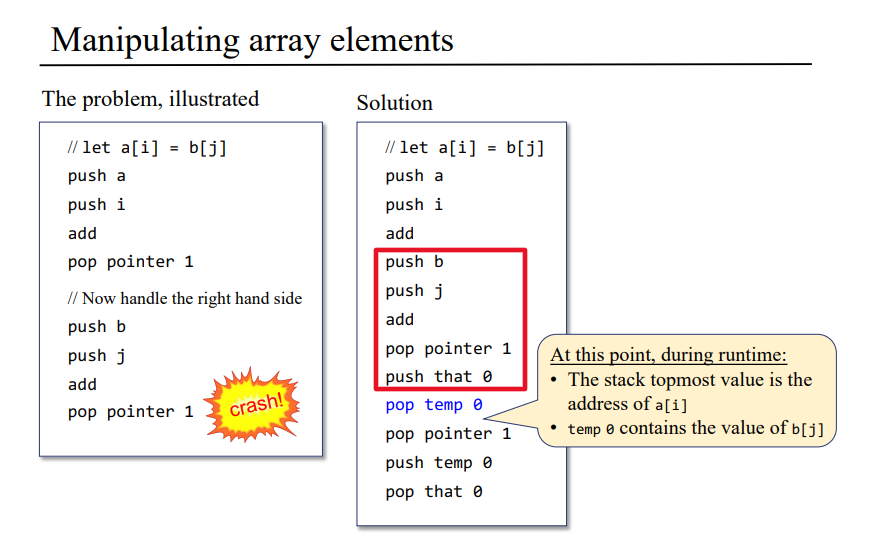 Manipulating array elements
The problem, illustrated
// let a[i] = b[j]
push a
push i
add
pop pointer 1
// Now handle the right hand side
push b
push j
add
pop pointer 1
crash!
Solution
// let a[i] = b[j]
push a
push i
add
push b
push j
add
pop pointer 1
push that 0
pop temp 0
pop pointer 1
push temp 0
pop that 0
At this point, during runtime:
• The stack topmost value is the
address of a[i]
• temp 0 contains the value of b[j]